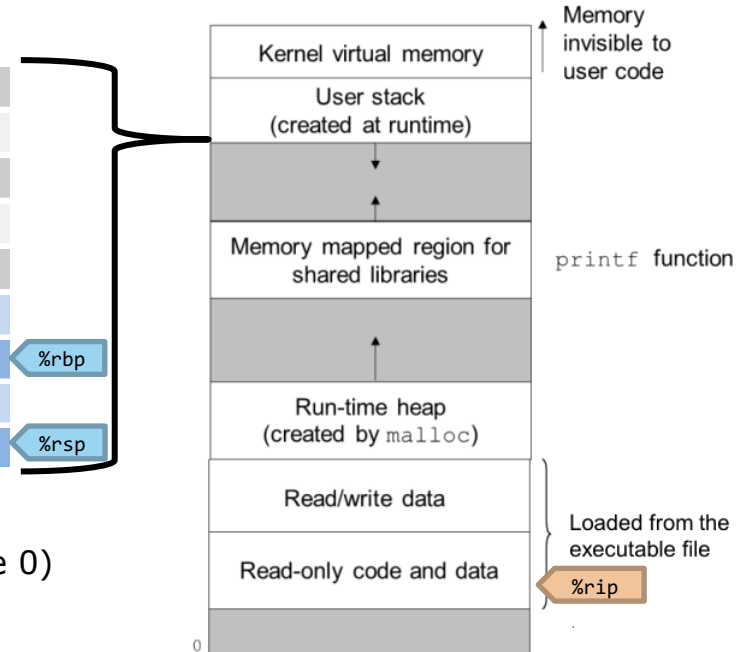 Memory
invisible to
user code
Kernel virtual memory
User stack
(created at runtime)
Memory mapped region for
shared libraries
printf function
%rbp
Run-time heap
(created by malloc)
%rsp
Read/write data
Loaded from the
executable file
e 0)
Read-only code and data
%rip
0